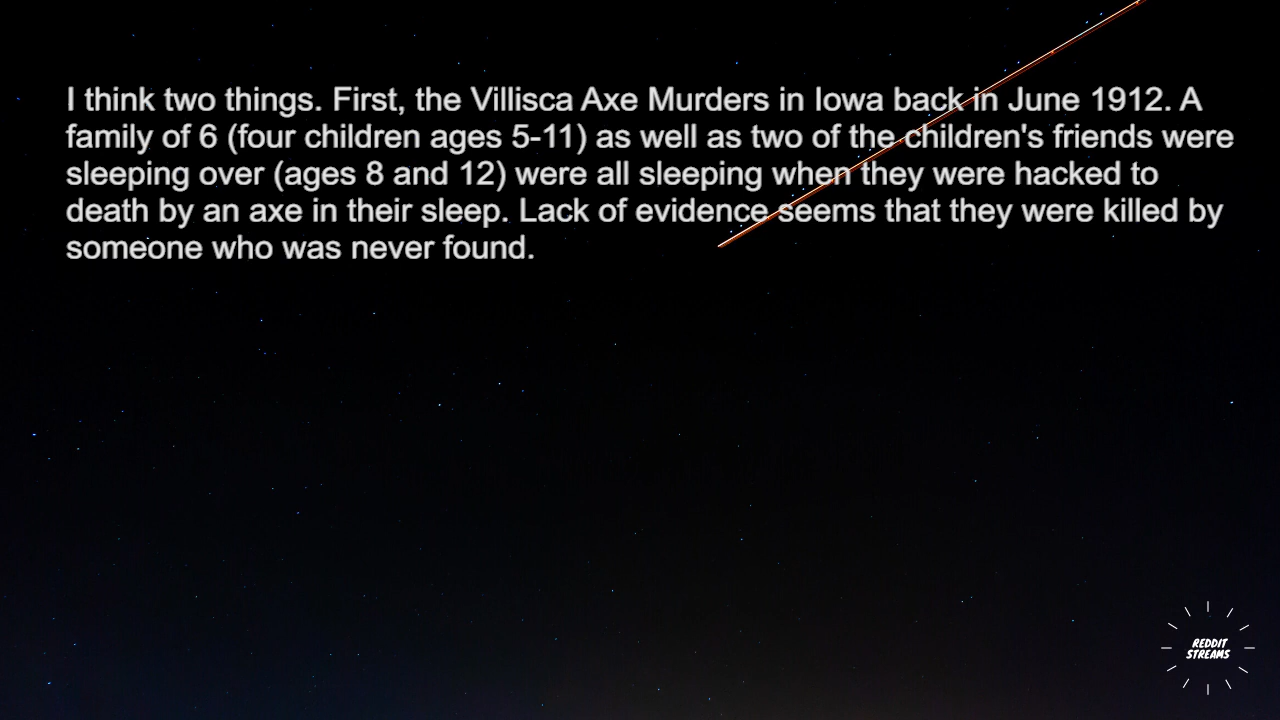 I think two things. First, the Villisca Axe Murders in Iowa back in June 1912. A
family of 6 (four children ages 5-11) as well as two of the children's friends were
sleeping over (ages 8 and 12) were all sleeping when they were hacked to
death by an axe in their sleep. Lack of evidence seems that they were killed by
someone who was never found.
REDDIT
STREAMS